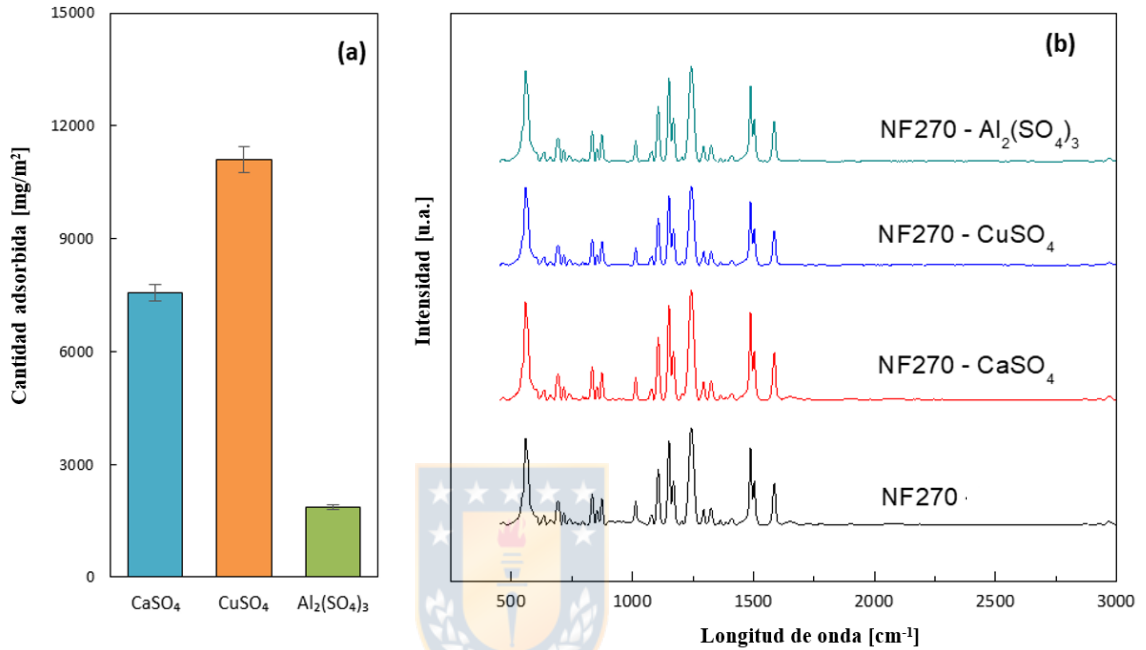 15000
12000
9000
6000
3000
0
Cantidad adsorbida [mg/m²]
(a)
CaSO₄
CuSO₄
Al₂(SO₄)₃
Intensidad [u.a.]
(b)
NF270 - Al₂(SO₄)₃
NF270 - CuSO₄
NF270 - CaSO₄
NF270
500
1000
1500
2000
2500
3000
Longitud de onda [cm⁻¹]